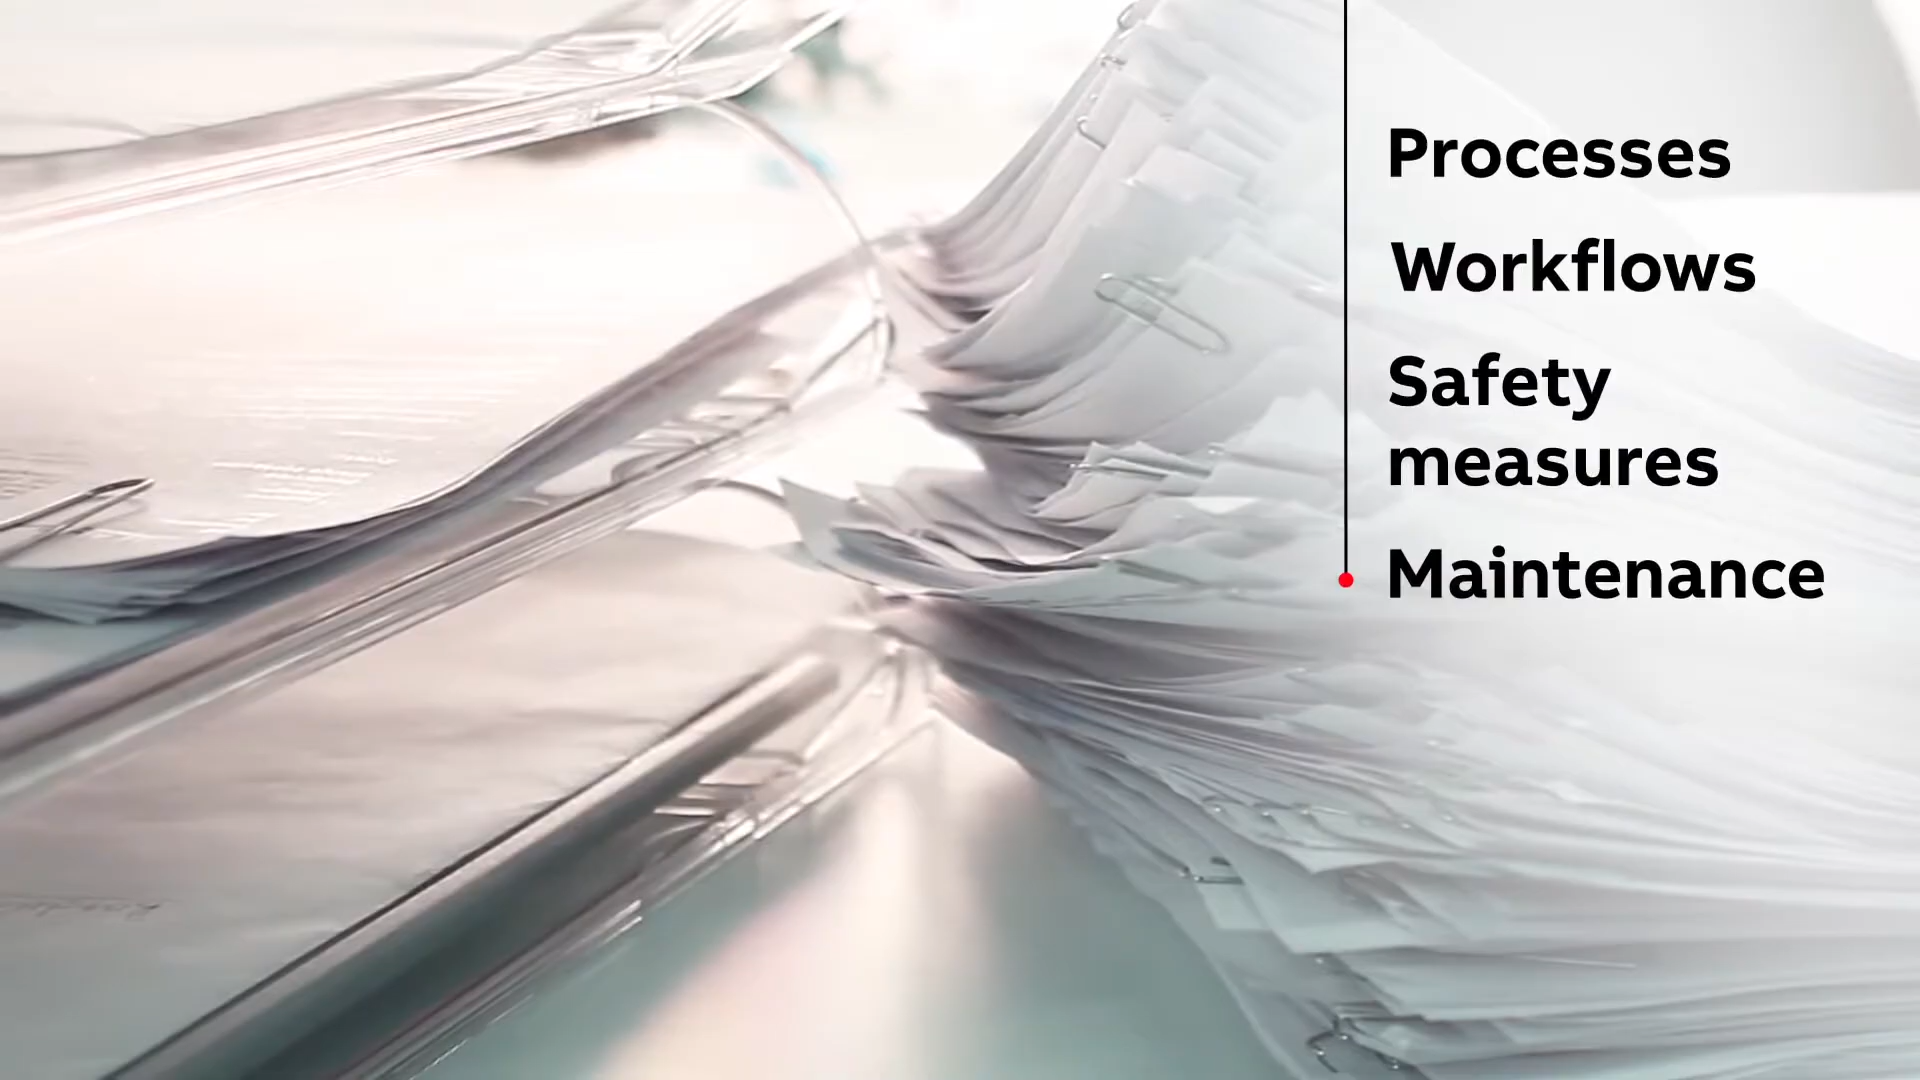 Processes
Workflows
Safety
measures
Maintenance